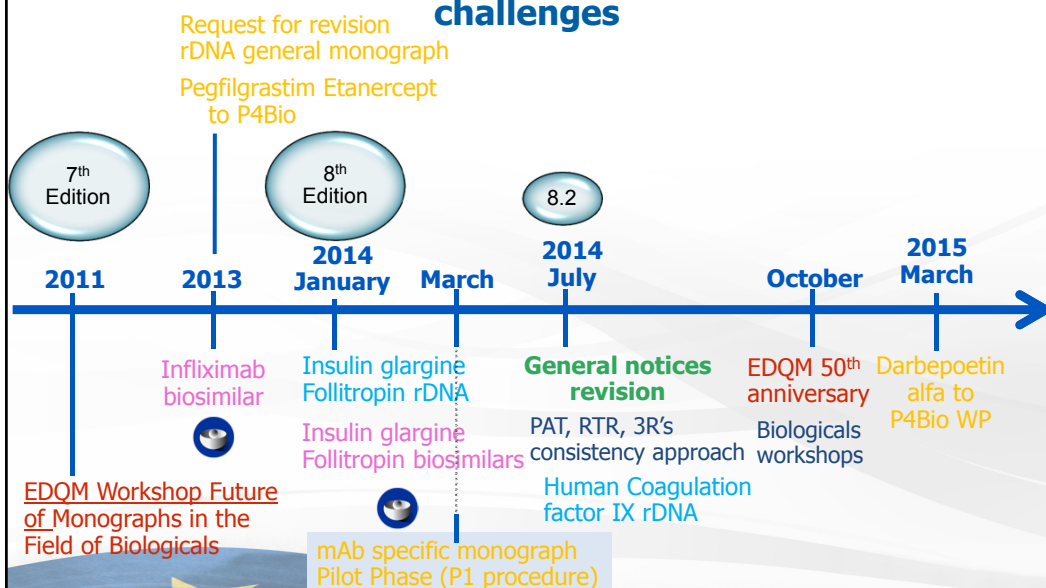 challenges
Request for revision
rDNA general monograph
Pegfilgrastim Etanercept
to P4Bio
7th
Edition
8th
Edition
8.2
2011
2013
2014
January
March
2014
July
October
2015
March
Infliximab
biosimilar
Insulin glargine
Follitropin rDNA
Insulin glargine
Follitropin biosimilars
General notices
revision
PAT, RTR, 3R's
consistency approach
Human Coagulation
factor IX rDNA
EDQM 50th
anniversary
Biologicals
workshops
Darbepoetin
alfa to
P4Bio WP
EDQM Workshop Future
of Monographs in the
Field of Biologicals
mAb specific monograph
Pilot Phase (P1 procedure)